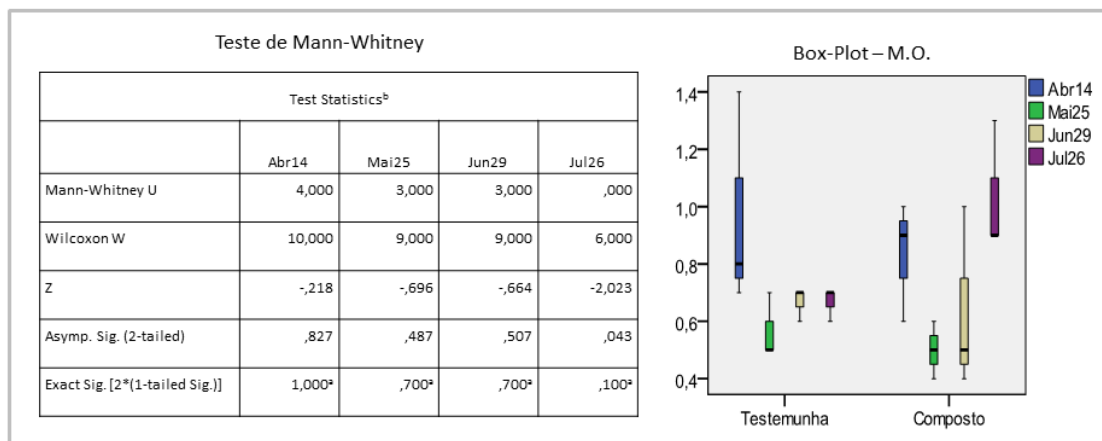 Teste de Mann-Whitney
Test Statisticsᵇ
Abr14 Mai25 Jun29 Jul26
Mann-Whitney U 4,000 3,000 3,000 ,000
Wilcoxon W 10,000 9,000 9,000 6,000
Z -,218 -,696 -,664 -2,023
Asymp. Sig. (2-tailed) ,827 ,487 ,507 ,043
Exact Sig. [2*(1-tailed Sig.)] 1,000ᵃ ,700ᵃ ,700ᵃ ,100ᵃ
Box-Plot – M.O.
1,4
1,2
1,0
0,8
0,6
0,4
Testemunha Composto
Abr14
Mai25
Jun29
Jul26